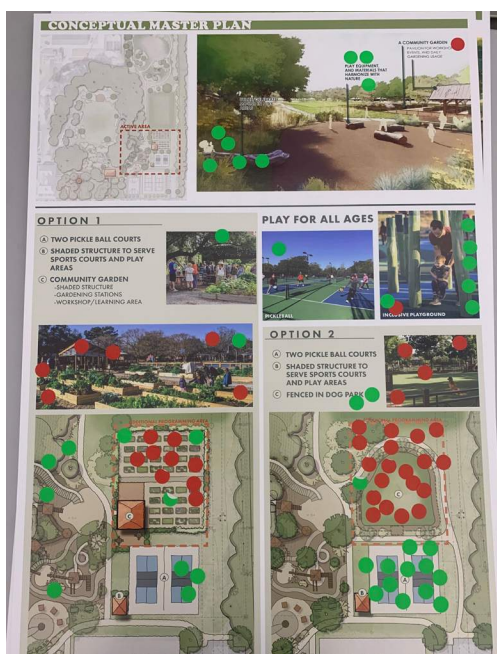 CONCEPTUAL MASTER PLAN
ACTIVE AREA
PLAY EQUIPMENT
AND MATERIALS THAT
HARMONIZE WITH
NATURE
A COMMUNITY GARDEN
OPTION 1
A TWO PICKLE BALL COURTS
B SHADED STRUCTURE TO SERVE
SPORTS COURTS AND PLAY
AREAS
C COMMUNITY GARDEN
-SHADED STRUCTURE
-GARDENING STATIONS
-WORKSHOP/LEARNING AREA
PLAY FOR ALL AGES
PICKLEBALL
INCLUSIVE PLAYGROUND
OPTION 2
A TWO PICKLE BALL COURTS
B SHADED STRUCTURE TO
SERVE SPORTS COURTS
AND PLAY AREAS
C FENCED IN DOG PARK
C
A
B
C
A
B